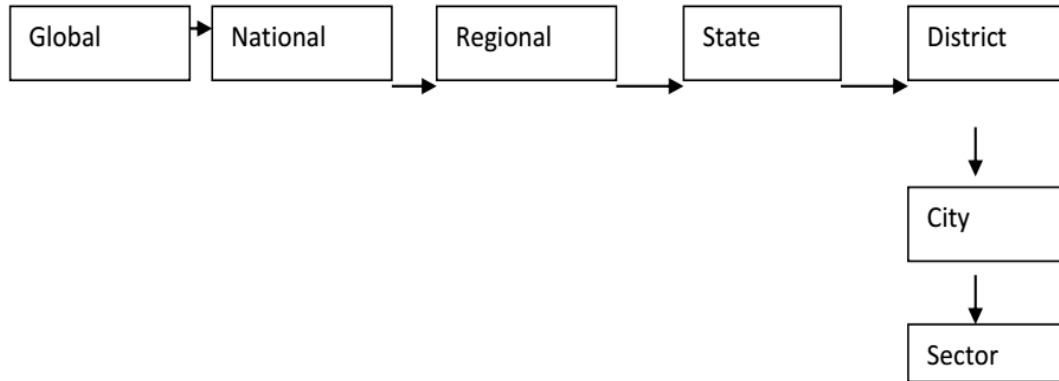 Global
National
Regional
State
District
City
Sector